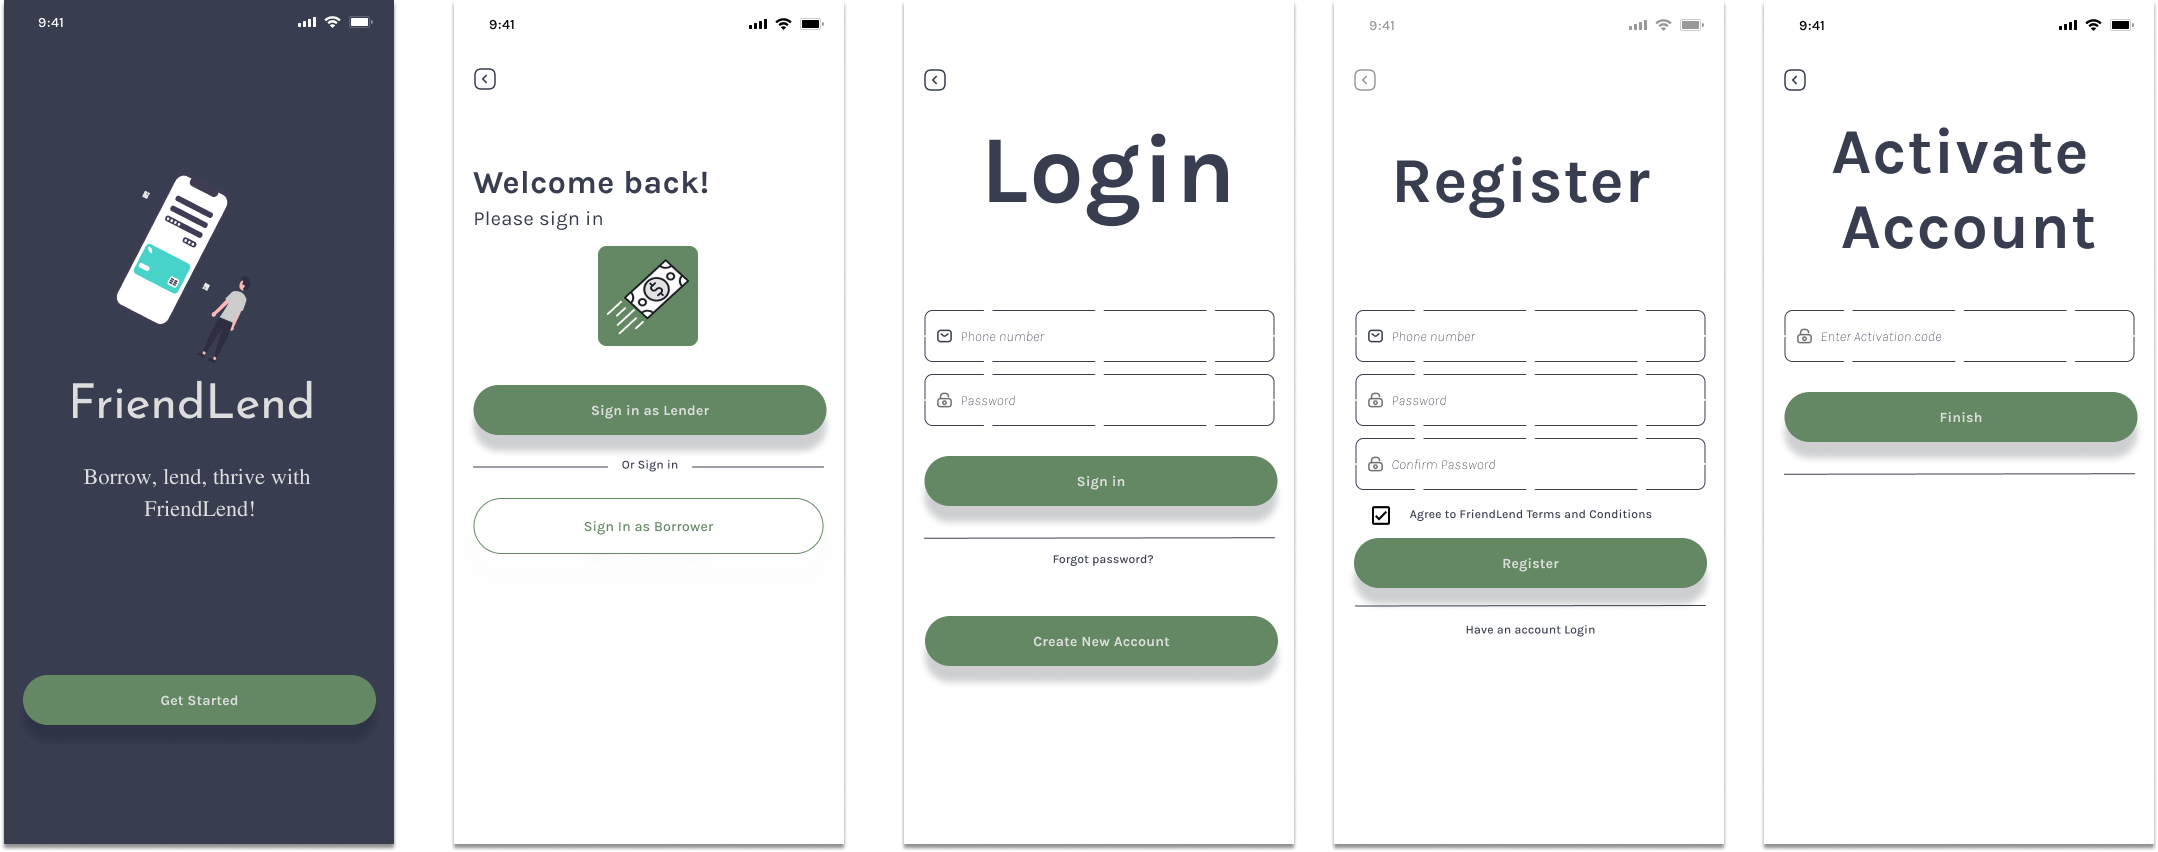 9:41
FriendLend
Borrow, lend, thrive with
FriendLend!
Get Started
9:41
Welcome back!
Please sign in
Sign in as Lender
Or Sign in
Sign In as Borrower
Login
Phone number
Password
Sign in
Forgot password?
Create New Account
9:41
Register
Phone number
Password
Confirm Password
Agree to FriendLend Terms and Conditions
Register
Have an account Login
9:41
Activate
Account
Enter Activation code
Finish